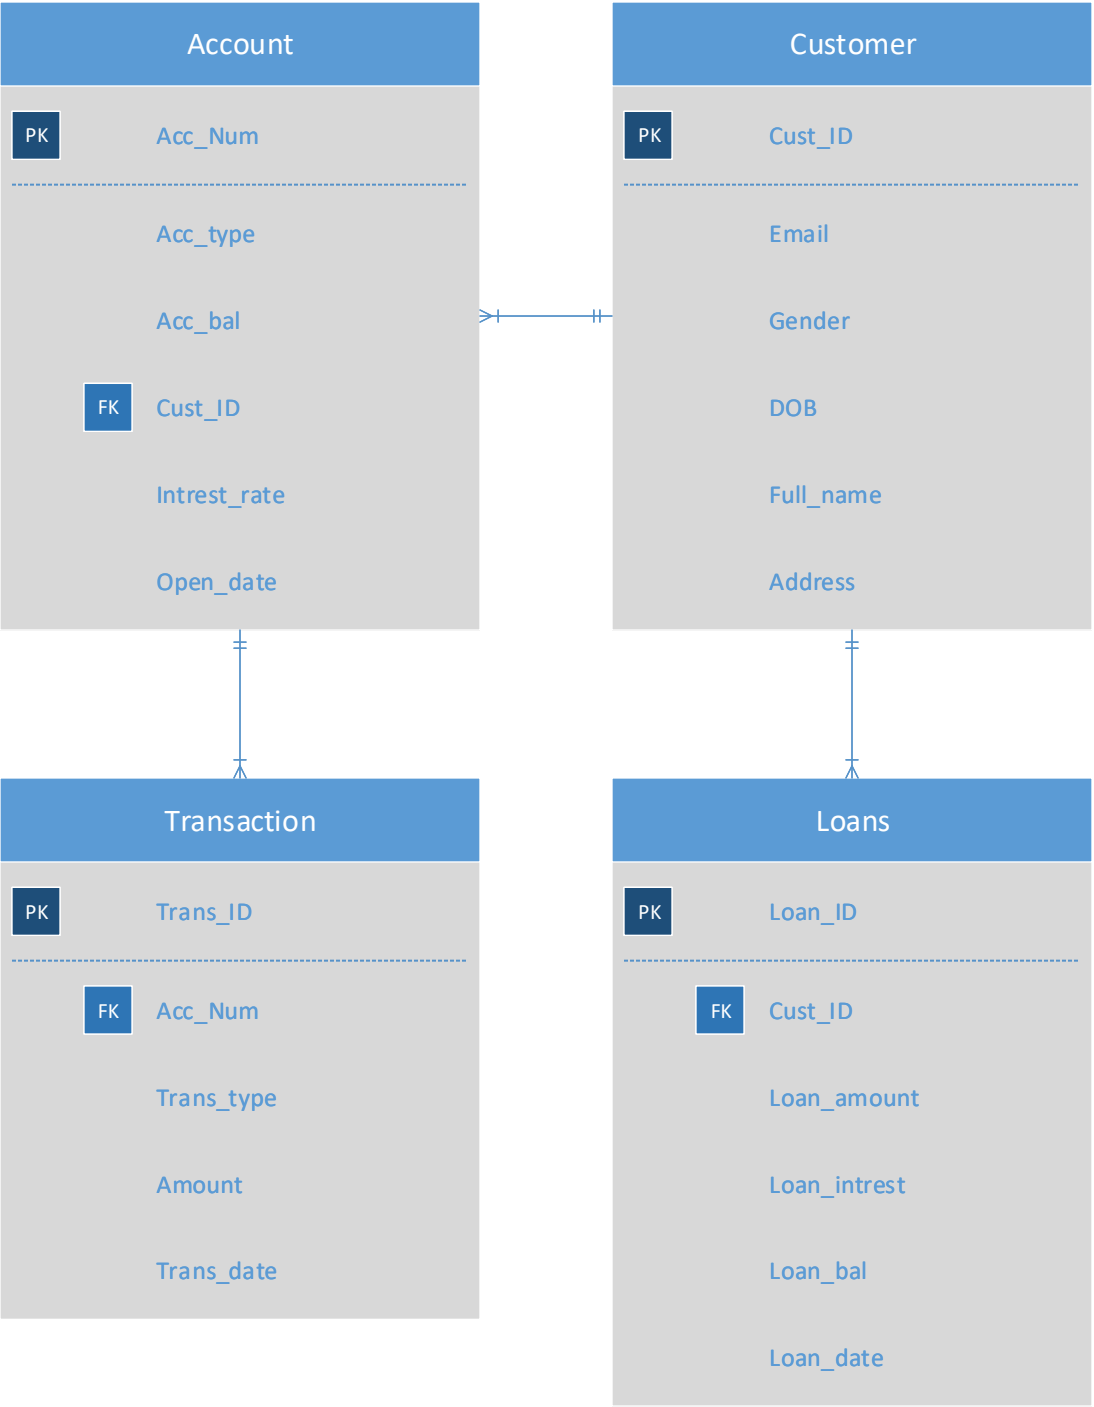 Account
PK Acc_Num
Acc_type
Acc_bal
FK Cust_ID
Intrest_rate
Open_date
Customer
PK Cust_ID
Email
Gender
DOB
Full_name
Address
Transaction
PK Trans_ID
FK Acc_Num
Trans_type
Amount
Trans_date
Loans
PK Loan_ID
FK Cust_ID
Loan_amount
Loan_intrest
Loan_bal
Loan_date